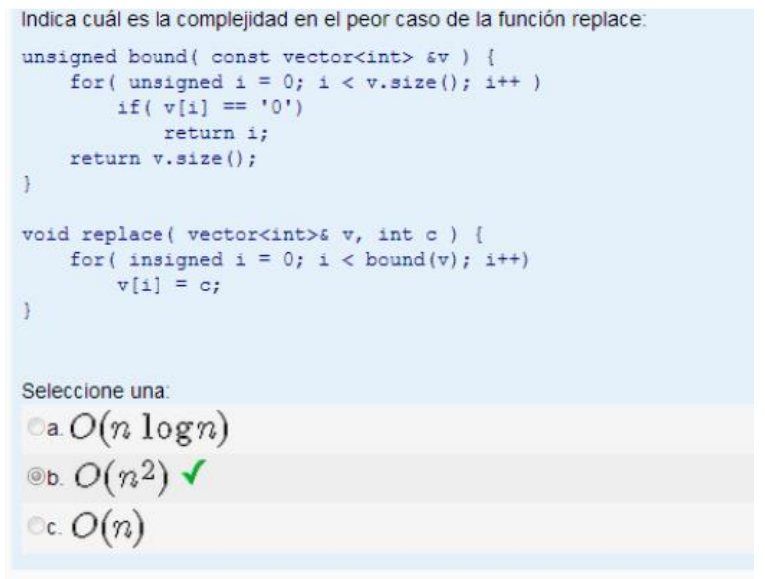 Indica cuál es la complejidad en el peor caso de la función replace:
unsigned bound( const vector<int> &v ) {
    for( unsigned i = 0; i < v.size(); i++ )
        if( v[i] == '0')
            return i;
    return v.size();
}
void replace( vector<int>& v, int c ) {
    for( insigned i = 0; i < bound(v); i++)
        v[i] = c;
}
Seleccione una:
a. O(n log n)
b. O(n²) ✓
c. O(n)